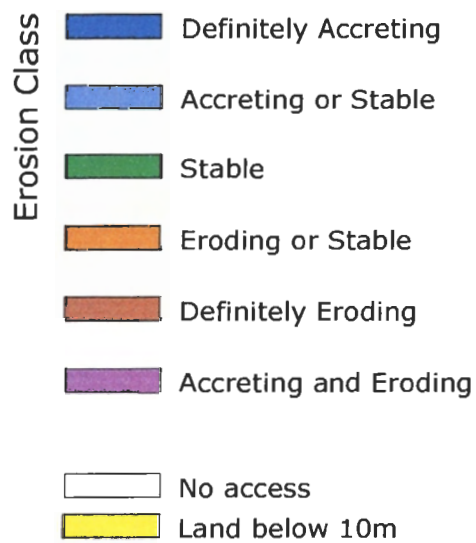 Erosion Class
Definitely Accreting
Accreting or Stable
Stable
Eroding or Stable
Definitely Eroding
Accreting and Eroding
No access
Land below 10m